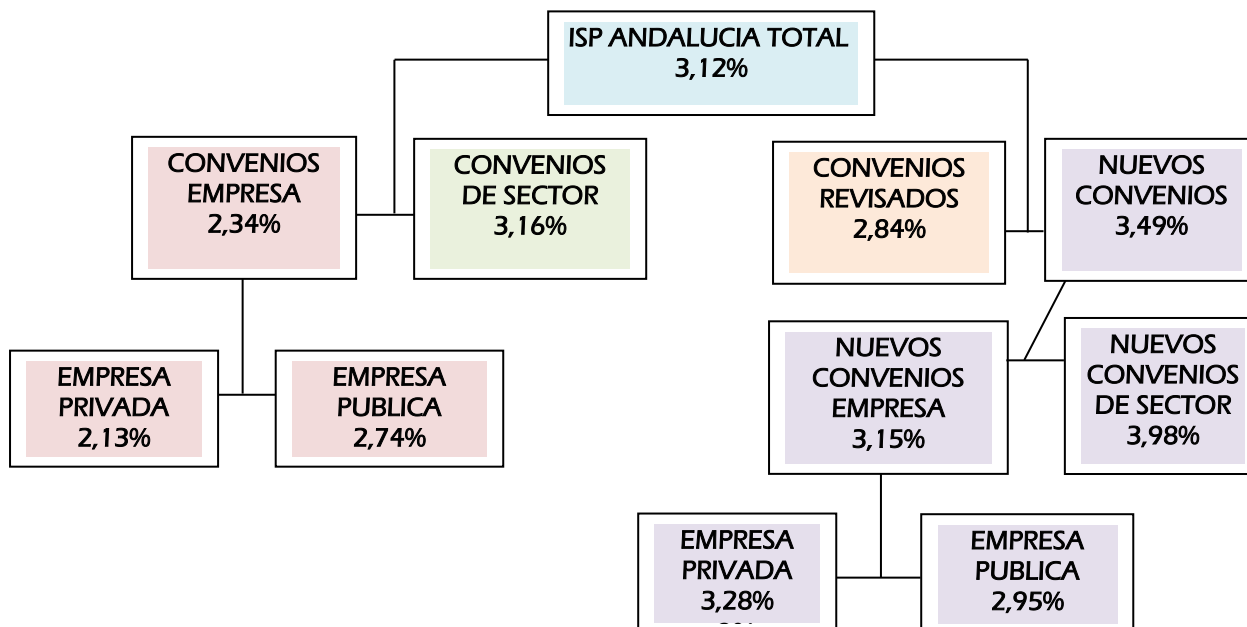 ISP ANDALUCIA TOTAL
3,12%
CONVENIOS
EMPRESA
2,34%
CONVENIOS
DE SECTOR
3,16%
CONVENIOS
REVISADOS
2,84%
NUEVOS
CONVENIOS
3,49%
EMPRESA
PRIVADA
2,13%
EMPRESA
PUBLICA
2,74%
NUEVOS
CONVENIOS
EMPRESA
3,15%
NUEVOS
CONVENIOS
DE SECTOR
3,98%
EMPRESA
PRIVADA
3,28%
EMPRESA
PUBLICA
2,95%